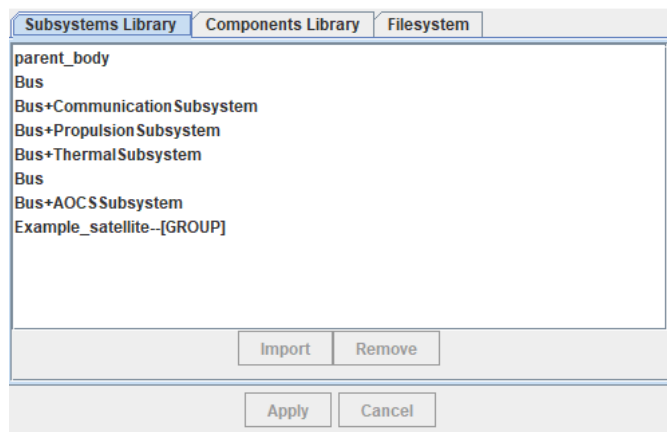 Subsystems Library Components Library Filesystem
parent_body
Bus
Bus+CommunicationSubsystem
Bus+PropulsionSubsystem
Bus+ThermalSubsystem
Bus
Bus+AOCSSubsystem
Example_satellite--[GROUP]
Import Remove
Apply Cancel